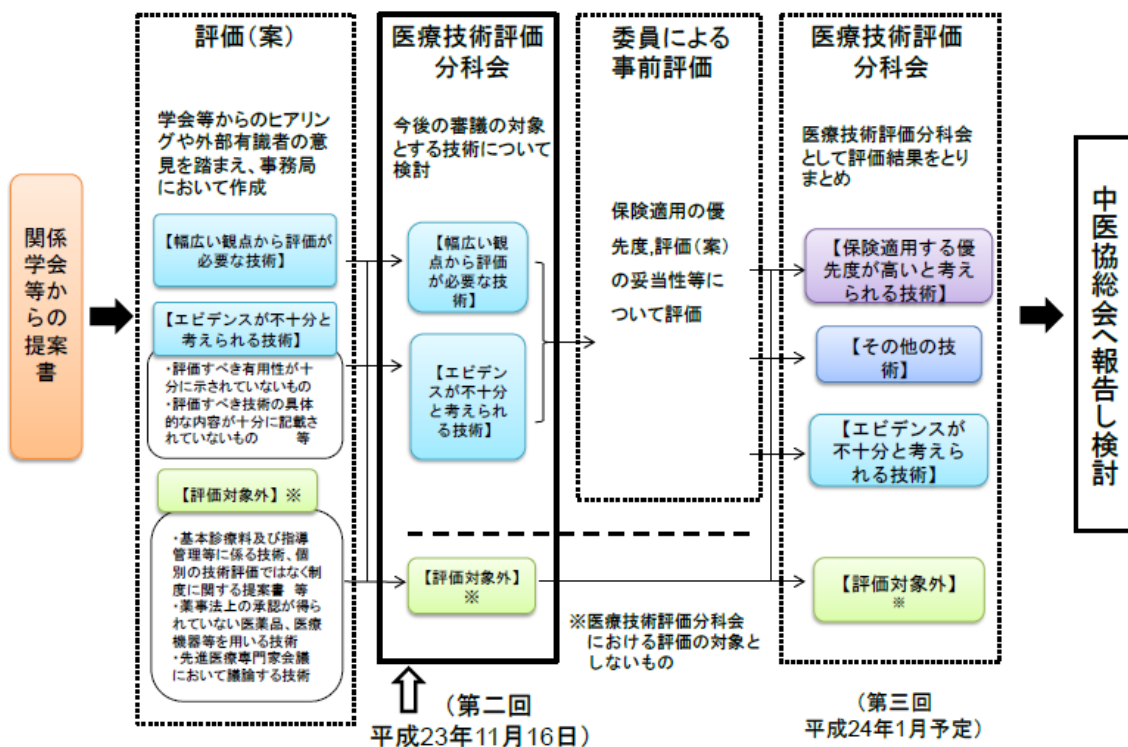 関係
学会
等か
らの
提案
書
評価（案）
学会等からのヒアリン
グや外部有識者の意
見を踏まえ、事務局
において作成
【幅広い観点から評価が
必要な技術】
【エビデンスが不十分と
考えられる技術】
・評価すべき有用性が十
分に示されていないもの
・評価すべき技術の具体
的な内容が十分に記載さ
れていないもの　　等
【評価対象外】※
・基本診療料及び指導
管理等に係る技術、個
別の技術評価ではなく制
度に関する提案書 等
・薬事法上の承認が得ら
れていない医薬品、医療
機器等を用いる技術
・先進医療専門家会議
において議論する技術
医療技術評価
分科会
今後の審議の対象
とする技術について
検討
【幅広い観
点から評価
が必要な技
術】
【エビデン
スが不十分
と考えられ
る技術】
【評価対象外】
※
（第二回
平成23年11月16日）
委員による
事前評価
保険適用の優
先度,評価（案）
の妥当性等に
ついて評価
※医療技術評価分科会
における評価の対象と
しないもの
医療技術評価
分科会
医療技術評価分科会
として評価結果をとり
まとめ
【保険適用する優
先度が高いと考え
られる技術】
【その他の技
術】
【エビデンスが
不十分と考えら
れる技術】
【評価対象外】
※
（第三回
平成24年1月予定）
中医協総会へ報告し検討